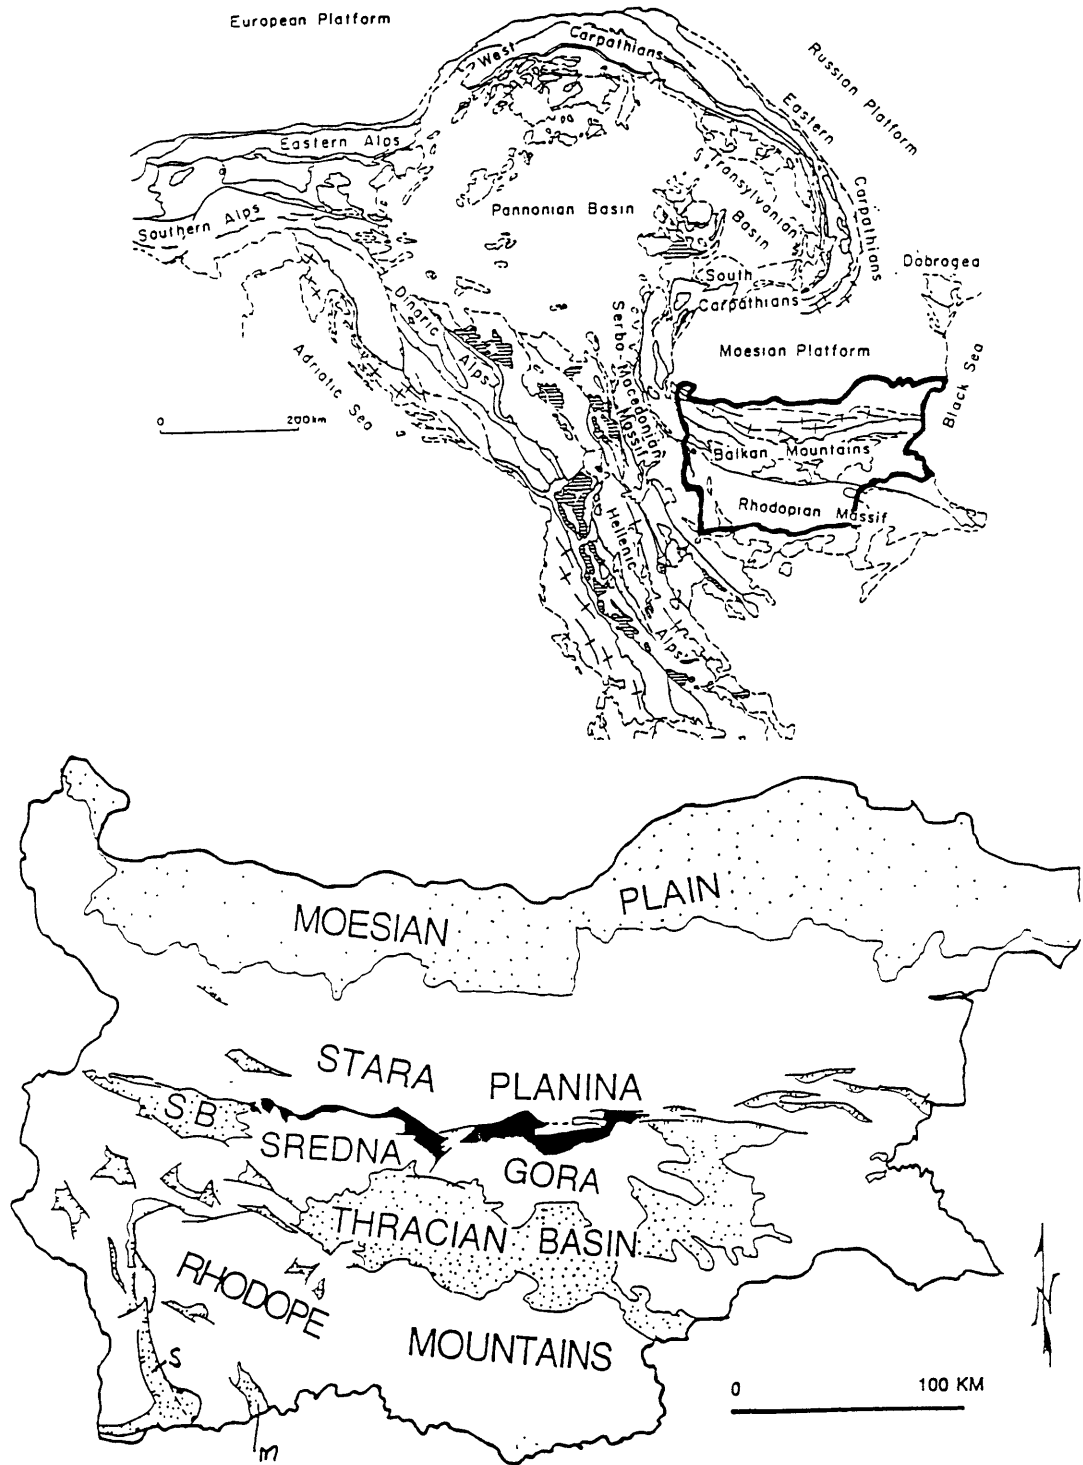 European Platform
West Carpathians
Russian Platform
Eastern Carpathians
Eastern Alps
Transylvanian Basin
Pannonian Basin
Southern Alps
Dobrogea
South Carpathians
Dinaric Alps
Serbo-Macedonian Massif
Moesian Platform
Adriatic Sea
Black Sea
0 200km
Balkan Mountains
Rhodopian Massif
Hellenic Alps
MOESIAN PLAIN
STARA PLANINA
S.B.
SREDNA GORA
THRACIAN BASIN
RHODOPE MOUNTAINS
N
S
0 100 KM
m